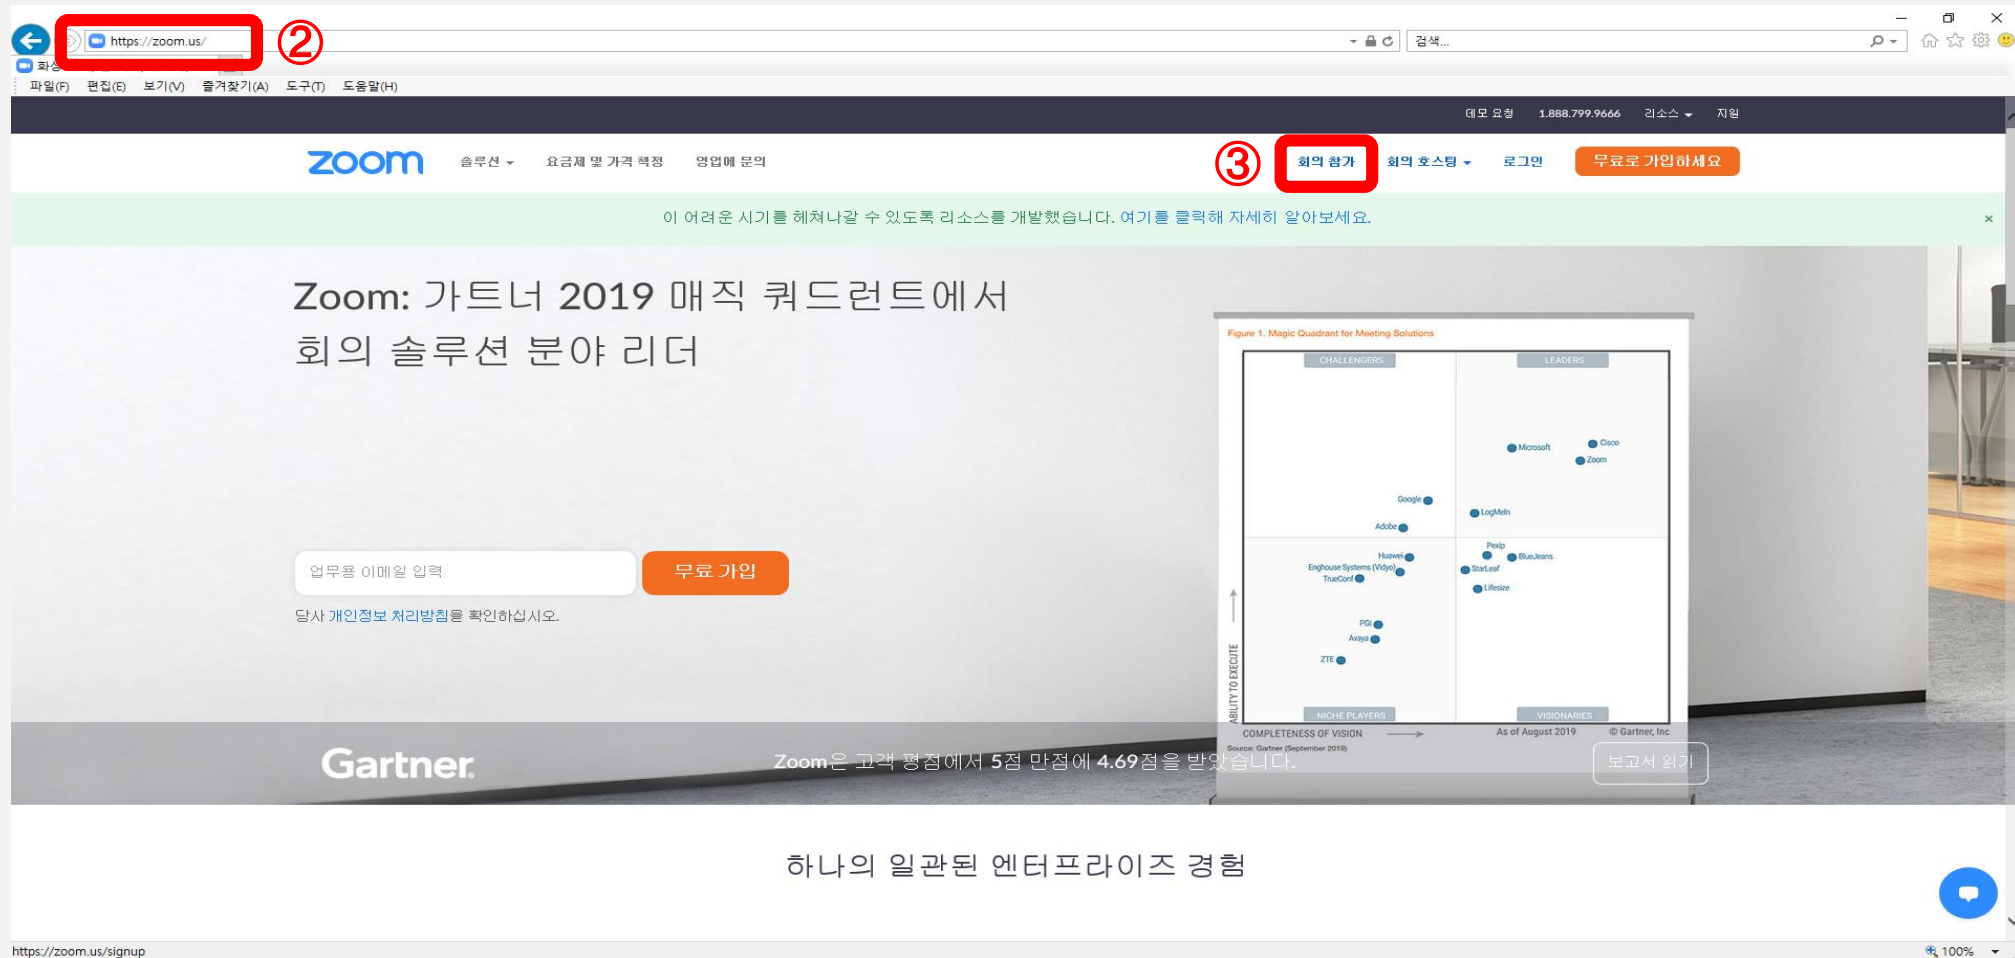 https://zoom.us/
②
검색...
파일(F) 편집(E) 보기(V) 즐겨찾기(A) 도구(T) 도움말(H)
데모 요청 1.888.799.9666 리소스 지원
zoom 솔루션 요금제 및 가격 책정 영업에 문의
③
회의 참가 회의 호스팅 로그인 무료로 가입하세요
이 어려운 시기를 헤쳐나갈 수 있도록 리소스를 개발했습니다. 여기를 클릭해 자세히 알아보세요.
×
Zoom: 가트너 2019 매직 쿼드런트에서
회의 솔루션 분야 리더
업무용 이메일 입력
무료 가입
당사 개인정보 처리방침을 확인하십시오.
Figure 1. Magic Quadrant for Meeting Solutions
CHALLENGERS
LEADERS
Microsoft
Cisco
Zoom
Google
LogMeIn
Adobe
Pexip
Huawei
BlueJeans
Enghouse Systems (Vidyo)
StarLeaf
TrueConf
Lifesize
PGi
Avaya
ZTE
ABILITY TO EXECUTE
NICHE PLAYERS
VISIONARIES
COMPLETENESS OF VISION
As of August 2019
© Gartner, Inc
Source: Gartner (September 2019)
Gartner.
Zoom은 고객 평점에서 5점 만점에 4.69점을 받았습니다.
보고서 읽기
하나의 일관된 엔터프라이즈 경험
https://zoom.us/signup
100%